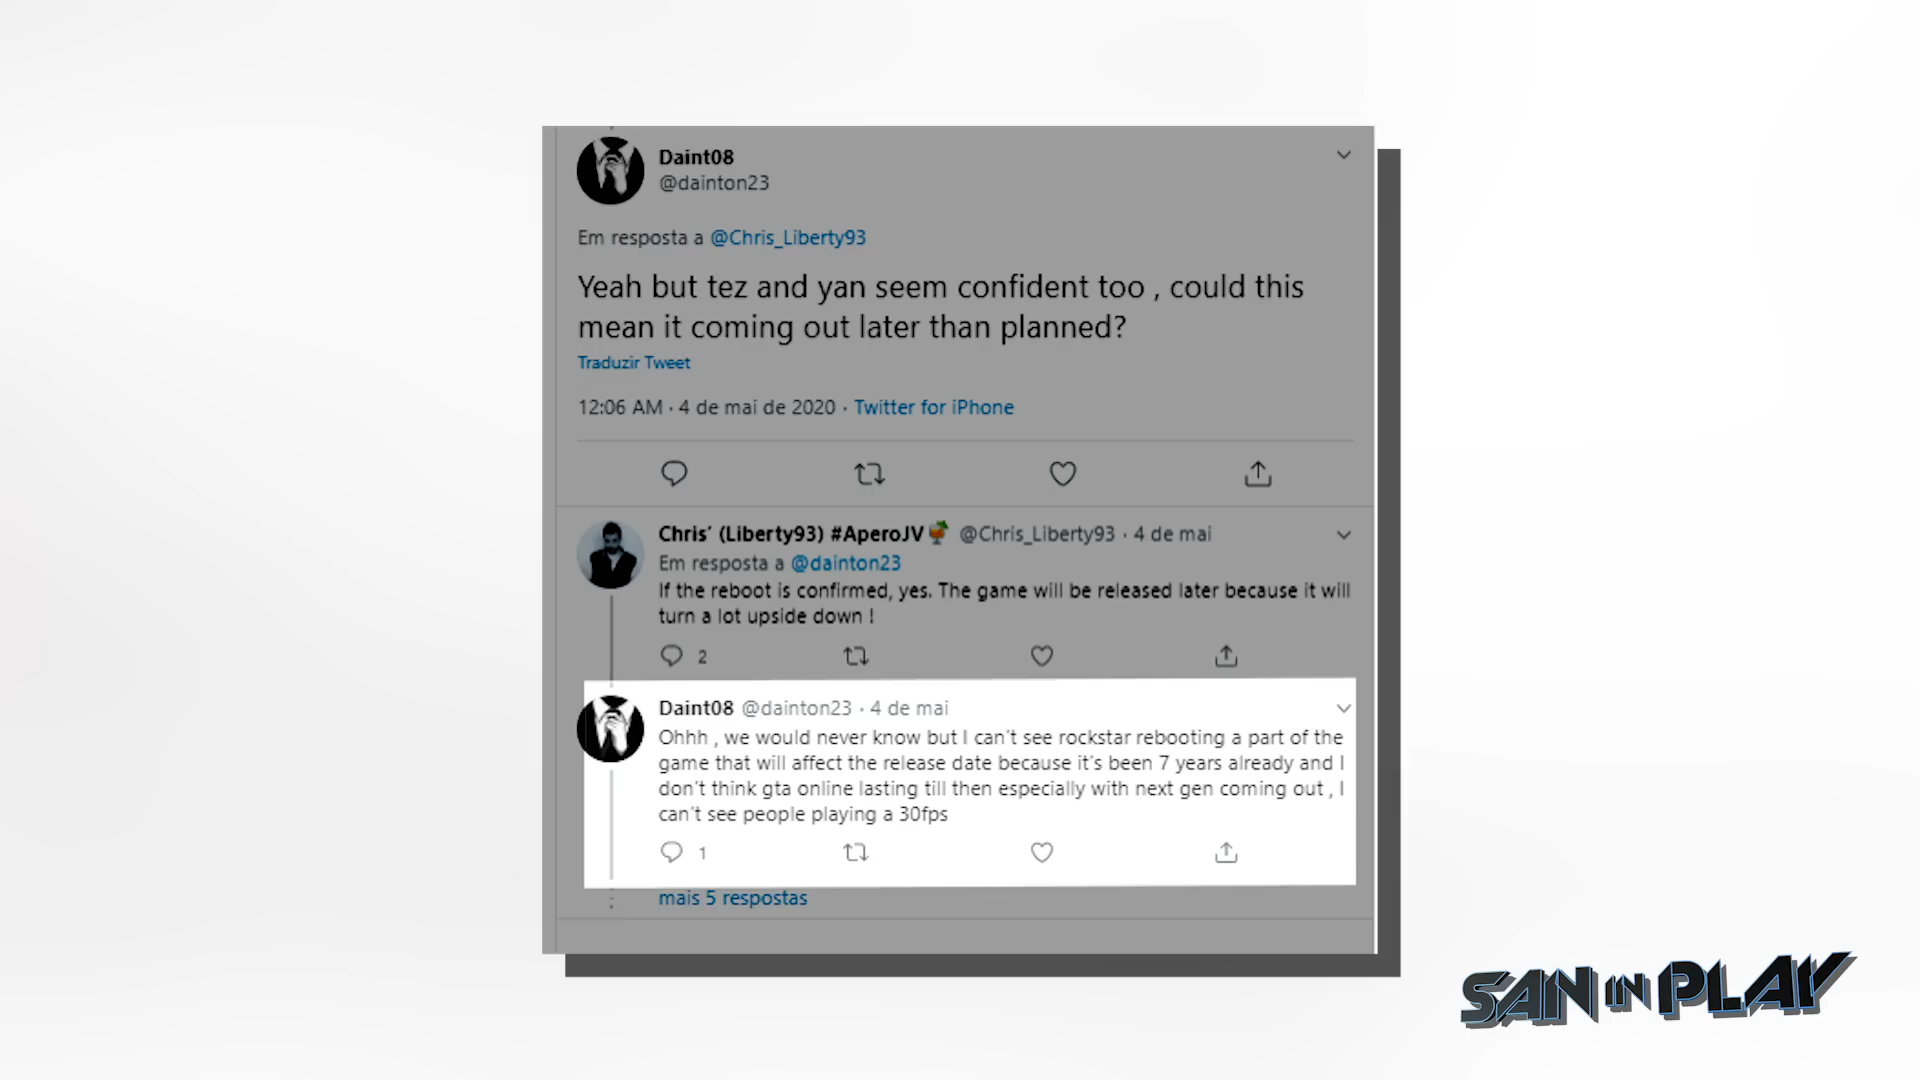 Daint08
@dainton23
Em resposta a @Chris_Liberty93
Yeah but tez and yan seem confident too , could this
mean it coming out later than planned?
Traduzir Tweet
12:06 AM · 4 de mai de 2020 · Twitter for iPhone
Chris’ (Liberty93) #AperoJV🍹 @Chris_Liberty93 · 4 de mai
Em resposta a @dainton23
If the reboot is confirmed, yes. The game will be released later because it will
turn a lot upside down !
2
Daint08 @dainton23 · 4 de mai
Ohhh , we would never know but I can’t see rockstar rebooting a part of the
game that will affect the release date because it’s been 7 years already and I
don’t think gta online lasting till then especially with next gen coming out , I
can’t see people playing a 30fps
1
mais 5 respostas
SAN IN PLAY